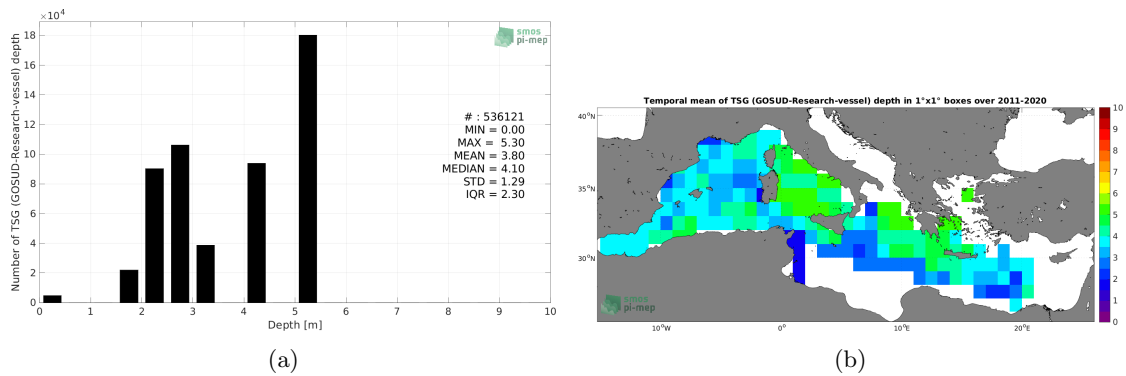 ×10⁴
18
16
14
12
10
8
6
4
2
0
Number of TSG (GOSUD-Research-vessel) depth
0 1 2 3 4 5 6 7 8 9 10
Depth [m]
smos
pi-mep
# : 536121
MIN = 0.00
MAX = 5.30
MEAN = 3.80
MEDIAN = 4.10
STD = 1.29
IQR = 2.30
(a)
Temporal mean of TSG (GOSUD-Research-vessel) depth in 1°x1° boxes over 2011-2020
40°N
35°N
30°N
10°W 0° 10°E 20°E
smos
pi-mep
10
9
8
7
6
5
4
3
2
1
0
(b)